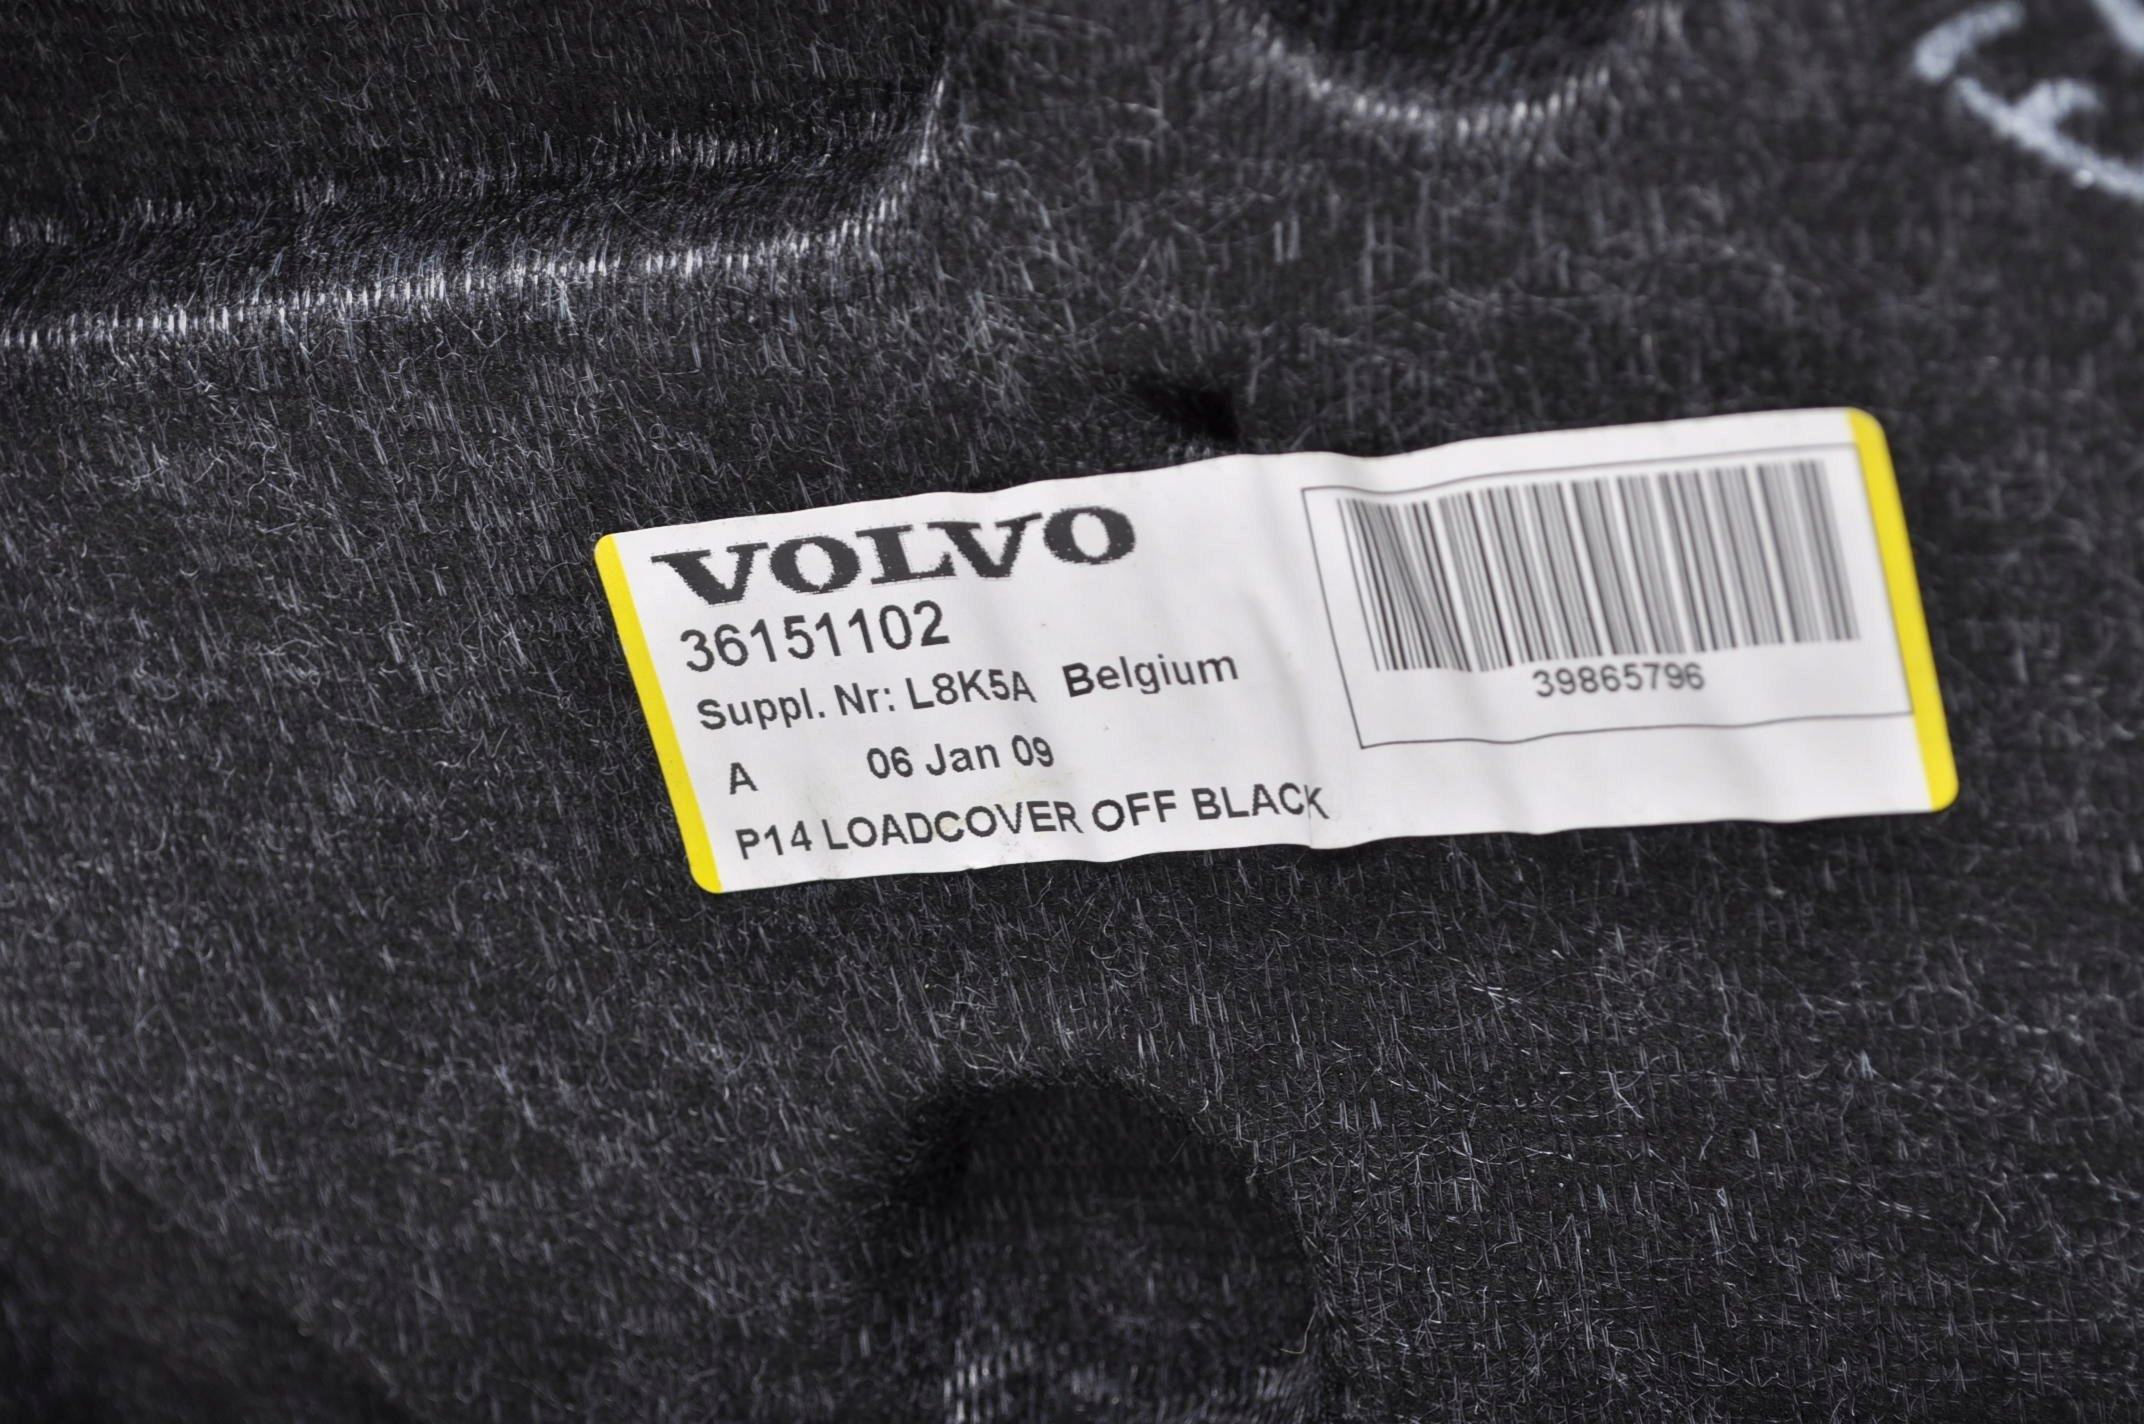 VOLVO
36151102
Suppl. Nr: L8K5A Belgium
A 06 Jan 09
P14 LOADCOVER OFF BLACK
39865796